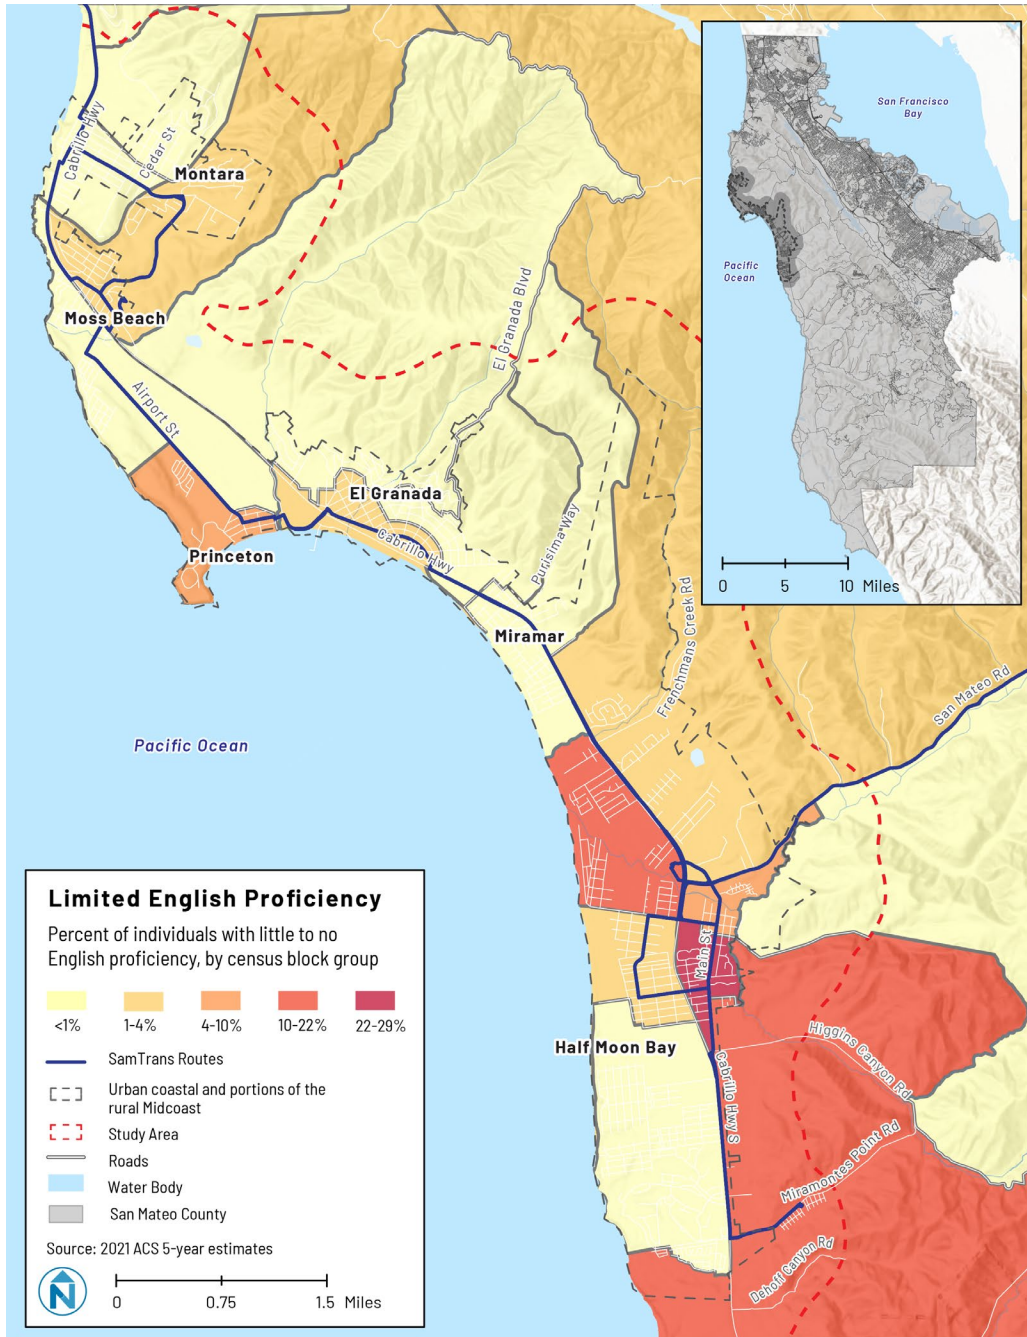 San Francisco
Bay
Pacific
Ocean
0 5 10 Miles
Cabrillo Hwy
Cedar St
Montara
Moss Beach
Airport St
El Granada Blvd
El Granada
Cabrillo Hwy
Princeton
Purisima Way
Miramar
Frenchmans Creek Rd
San Mateo Rd
Pacific Ocean
Main St
Half Moon Bay
Higgins Canyon Rd
Cabrillo Hwy S
Miramontes Point Rd
Dehoff Canyon Rd
Limited English Proficiency
Percent of individuals with little to no
English proficiency, by census block group
<1% 1-4% 4-10% 10-22% 22-29%
SamTrans Routes
Urban coastal and portions of the
rural Midcoast
Study Area
Roads
Water Body
San Mateo County
Source: 2021 ACS 5-year estimates
N
0 0.75 1.5 Miles